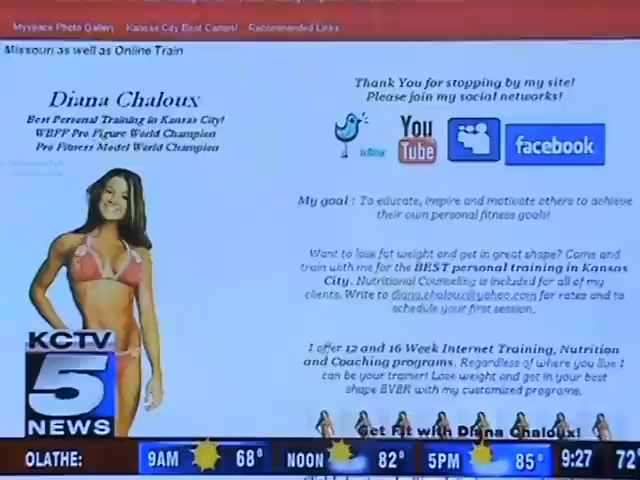 Myspace Photo Gallery Kansas City Boot Camps! Recommended Links
Missouri as well as Online Train
Diana Chaloux
Best Personal Training in Kansas City!
WBFF Pro Figure World Champion
Pro Fitness Model World Champion
Thank You for stopping by my site!
Please join my social networks!
You
Tube
facebook
My goal : To educate, inspire and motivate others to achieve
their own personal fitness goals!
Want to lose fat weight and get in great shape? Come and
train with me for the BEST personal training in Kansas
City. Nutritional Counseling is included for all of my
clients. Write to diana.chaloux@yahoo.com for rates and to
schedule your first session.
I offer 12 and 16 Week Internet Training, Nutrition
and Coaching programs. Regardless of where you live I
can be your trainer! Lose weight and get in your best
shape EVER with my customized programs.
Get Fit with Diana Chaloux!
KCTV
5
NEWS
OLATHE: 9AM 68° NOON 82° 5PM 85° 9:27 72°